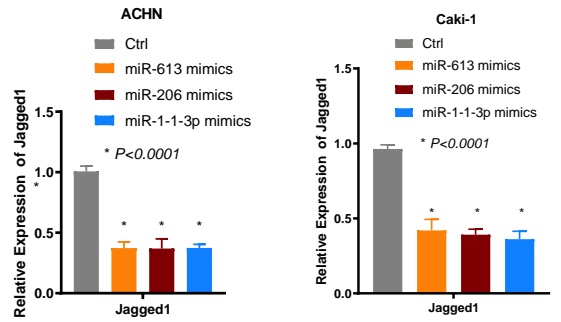 ACHN
Ctrl
miR-613 mimics
miR-206 mimics
miR-1-1-3p mimics
* P<0.0001
Relative Expression of Jagged1
*
1.5
1.0
0.5
0.0
* * *
Jagged1
Caki-1
Ctrl
miR-613 mimics
miR-206 mimics
miR-1-1-3p mimics
* P<0.0001
Relative Expression of Jagged1
1.5
1.0
0.5
0.0
* * *
Jagged1